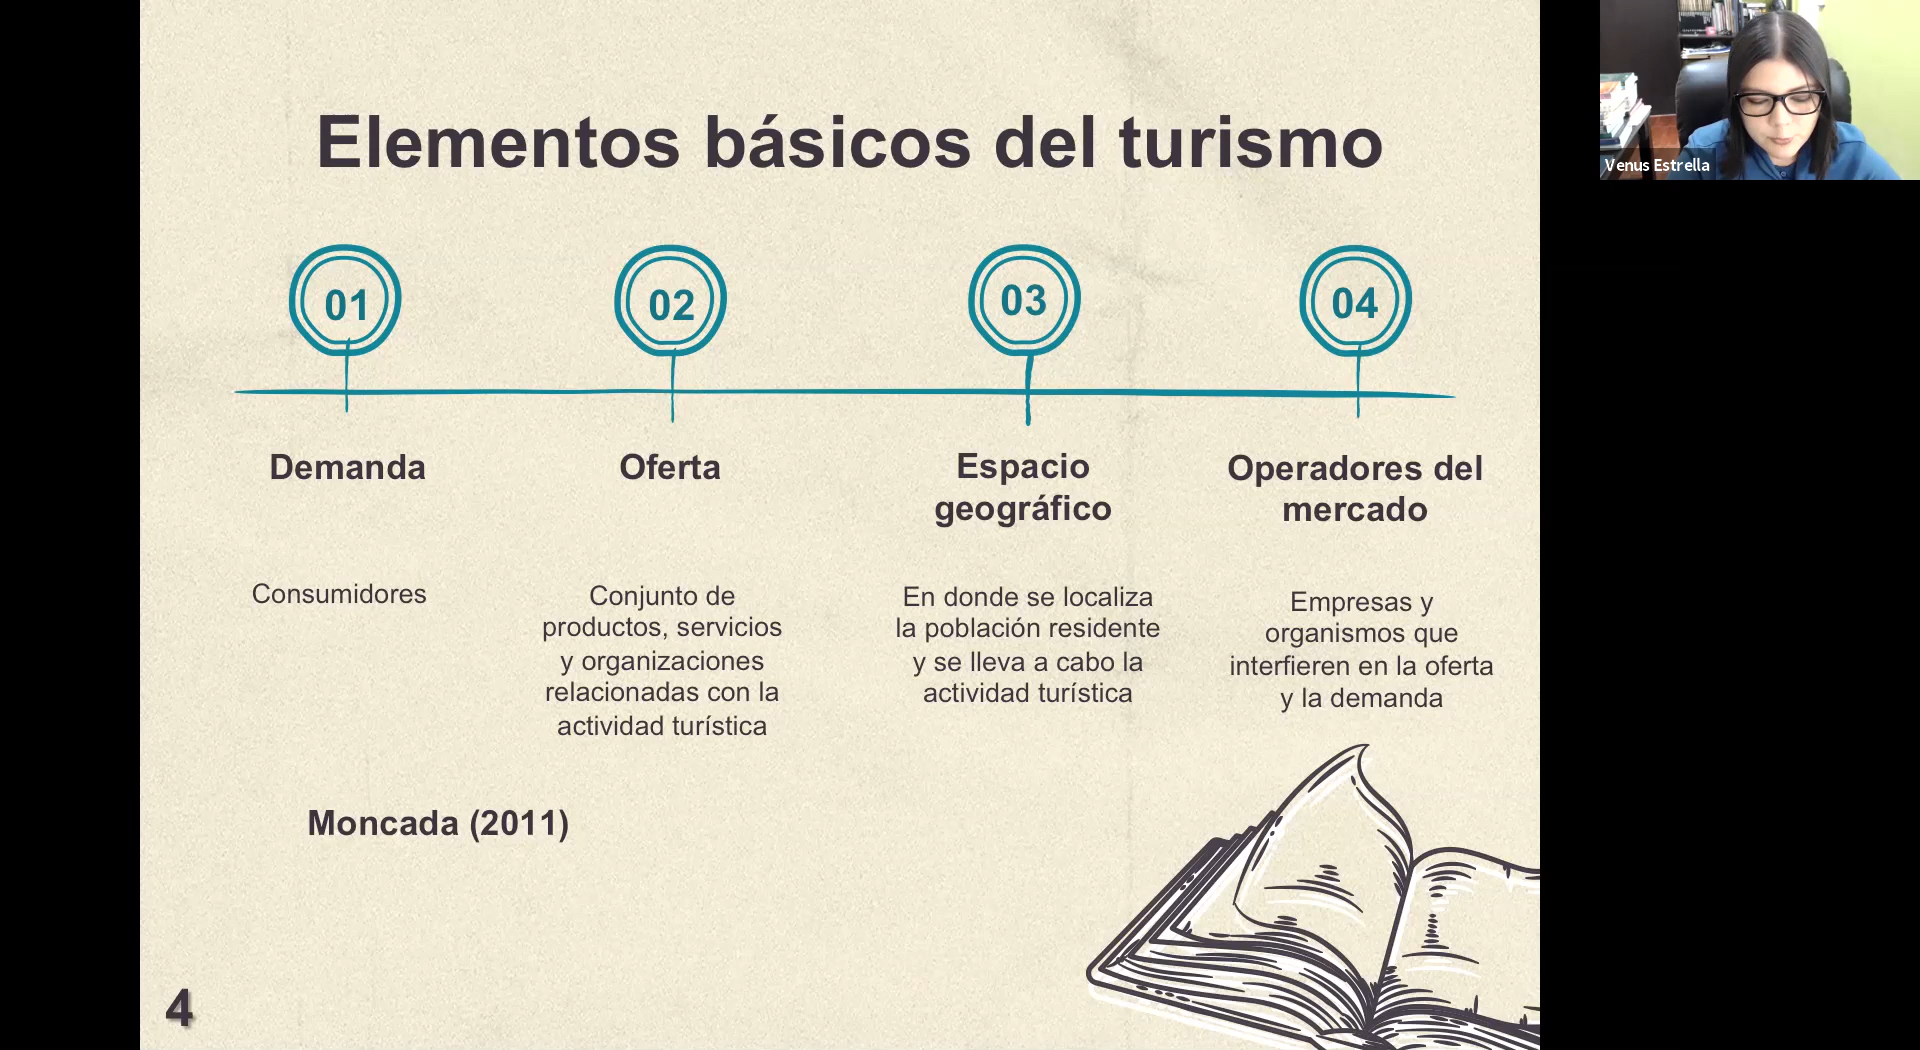 Elementos básicos del turismo
01
02
03
04
Demanda
Oferta
Espacio
geográfico
Operadores del
mercado
Consumidores
Conjunto de
productos, servicios
y organizaciones
relacionadas con la
actividad turística
En donde se localiza
la población residente
y se lleva a cabo la
actividad turística
Empresas y
organismos que
interfieren en la oferta
y la demanda
Moncada (2011)
4
Venus Estrella